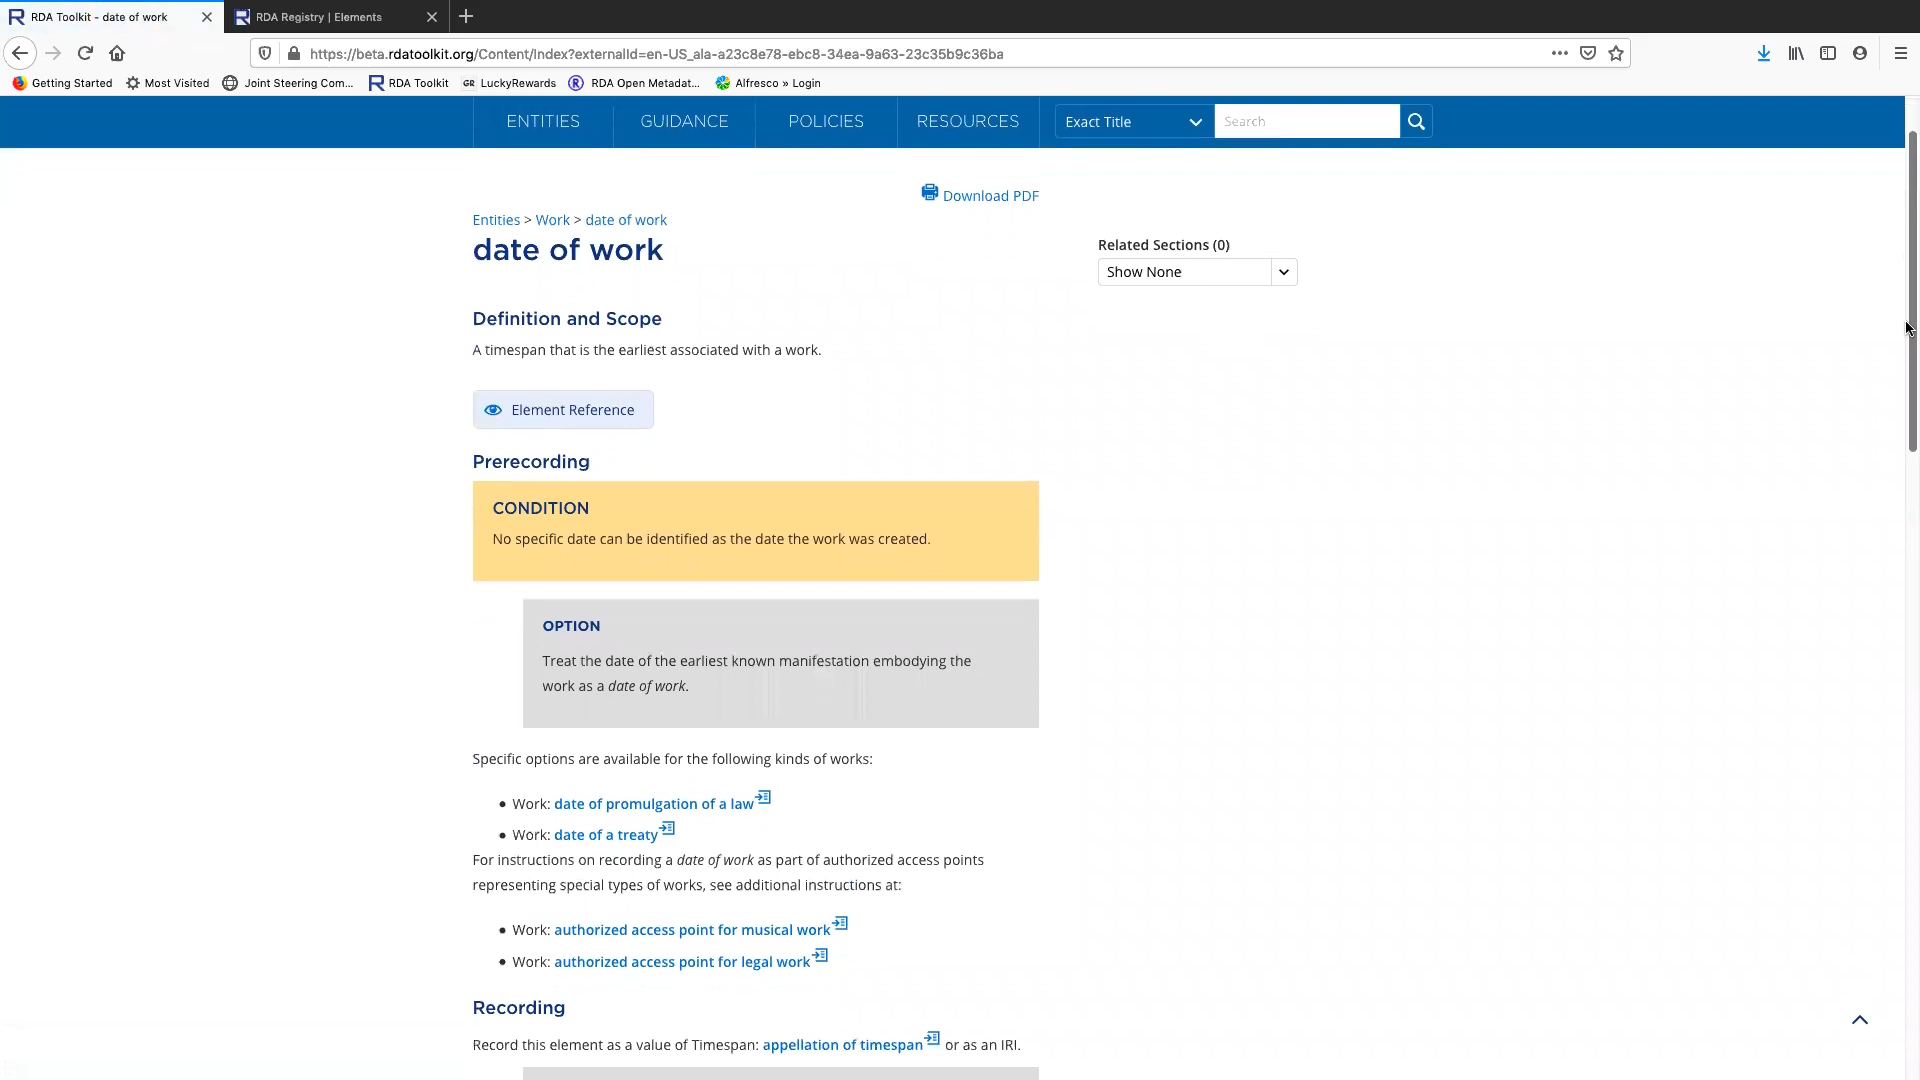 RDA Toolkit - date of work
RDA Registry | Elements
https://beta.rdatoolkit.org/Content/Index?externalId=en-US_ala-a23c8e78-ebc8-34ea-9a63-23c35b9c36ba
Getting Started
Most Visited
Joint Steering Com...
RDA Toolkit
GR LuckyRewards
RDA Open Metadat...
Alfresco » Login
ENTITIES
GUIDANCE
POLICIES
RESOURCES
Exact Title
Search
Download PDF
Entities > Work > date of work
date of work
Related Sections (0)
Show None
Definition and Scope
A timespan that is the earliest associated with a work.
Element Reference
Prerecording
CONDITION
No specific date can be identified as the date the work was created.
OPTION
Treat the date of the earliest known manifestation embodying the
work as a date of work.
Specific options are available for the following kinds of works:
• Work: date of promulgation of a law
• Work: date of a treaty
For instructions on recording a date of work as part of authorized access points
representing special types of works, see additional instructions at:
• Work: authorized access point for musical work
• Work: authorized access point for legal work
Recording
Record this element as a value of Timespan: appellation of timespan or as an IRI.